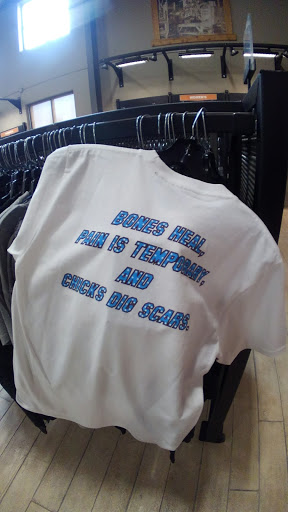 BONES HEAL,
PAIN IS TEMPORARY,
AND
CHICKS DIG SCARS.